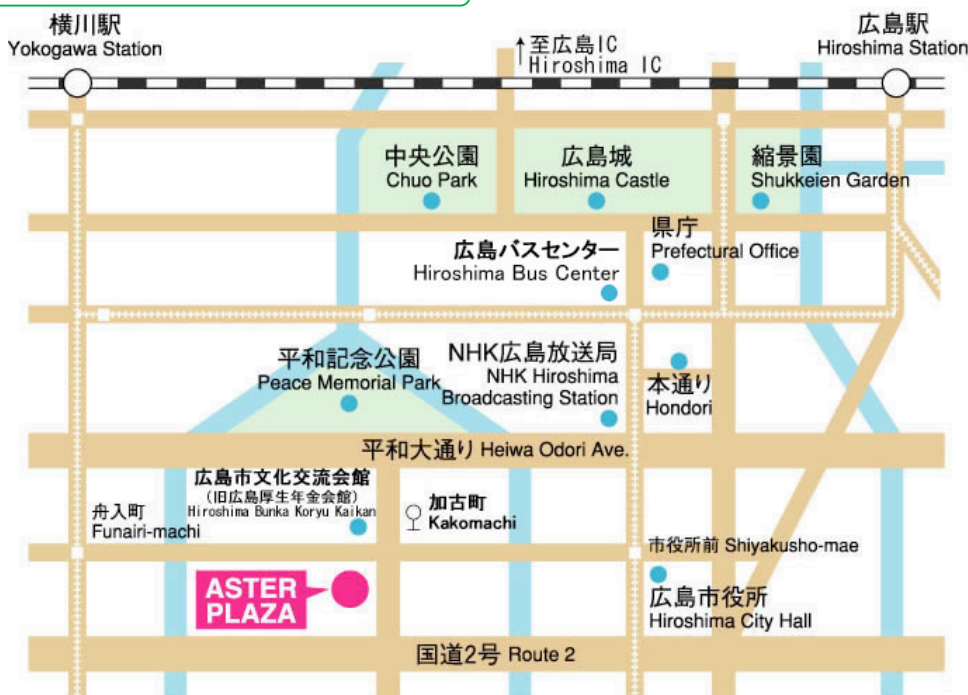 横川駅
Yokogawa Station
至広島IC
Hiroshima IC
広島駅
Hiroshima Station
中央公園
Chuo Park
広島城
Hiroshima Castle
縮景園
Shukkeien Garden
県庁
Prefectural Office
広島バスセンター
Hiroshima Bus Center
平和記念公園
Peace Memorial Park
NHK広島放送局
NHK Hiroshima
Broadcasting Station
本通り
Hondori
平和大通り Heiwa Odori Ave.
広島市文化交流会館
(旧広島厚生年金会館)
Hiroshima Bunka Koryu Kaikan
加古町
Kakomachi
舟入町
Funairi-machi
市役所前 Shiyakusho-mae
ASTER
PLAZA
広島市役所
Hiroshima City Hall
国道2号 Route 2